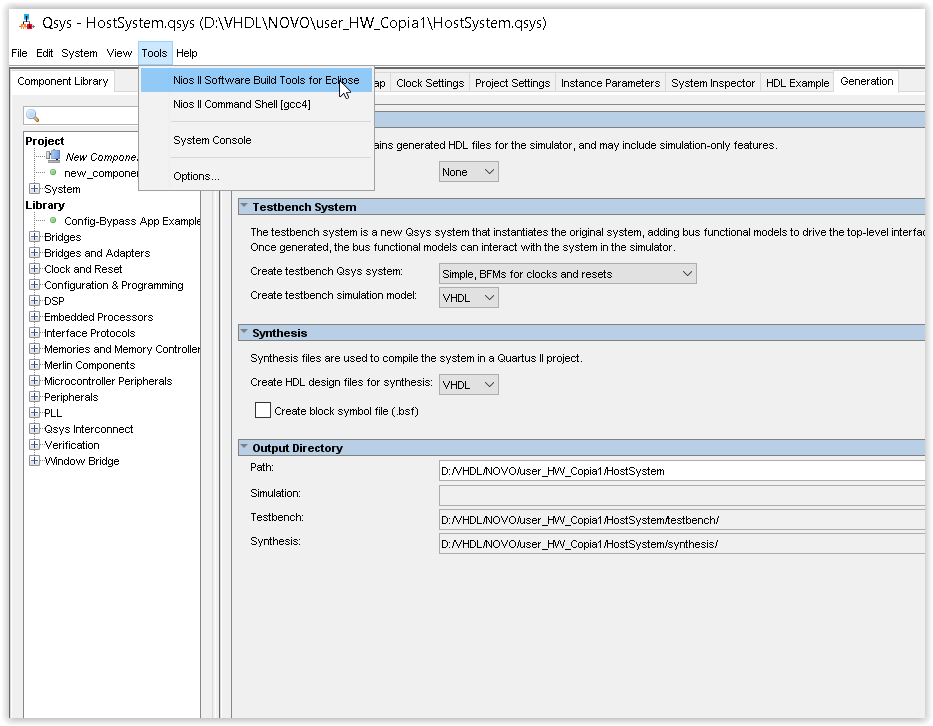 Qsys - HostSystem.qsys (D:\VHDL\NOVO\user_HW_Copia1\HostSystem.qsys)
File Edit System View Tools Help
Component Library
ap Clock Settings Project Settings Instance Parameters System Inspector HDL Example Generation
Nios II Software Build Tools for Eclipse
Nios II Command Shell [gcc4]
System Console
Options...
Project
New Compone
new_componen
System
Library
Config-Bypass App Example
Bridges
Bridges and Adapters
Clock and Reset
Configuration & Programming
DSP
Embedded Processors
Interface Protocols
Memories and Memory Controller
Merlin Components
Microcontroller Peripherals
Peripherals
PLL
Qsys Interconnect
Verification
Window Bridge
ains generated HDL files for the simulator, and may include simulation-only features.
None
Testbench System
The testbench system is a new Qsys system that instantiates the original system, adding bus functional models to drive the top-level interfac
Once generated, the bus functional models can interact with the system in the simulator.
Create testbench Qsys system: Simple, BFMs for clocks and resets
Create testbench simulation model: VHDL
Synthesis
Synthesis files are used to compile the system in a Quartus II project.
Create HDL design files for synthesis: VHDL
Create block symbol file (.bsf)
Output Directory
Path: D:/VHDL/NOVO/user_HW_Copia1/HostSystem
Simulation:
Testbench: D:/VHDL/NOVO/user_HW_Copia1/HostSystem/testbench/
Synthesis: D:/VHDL/NOVO/user_HW_Copia1/HostSystem/synthesis/